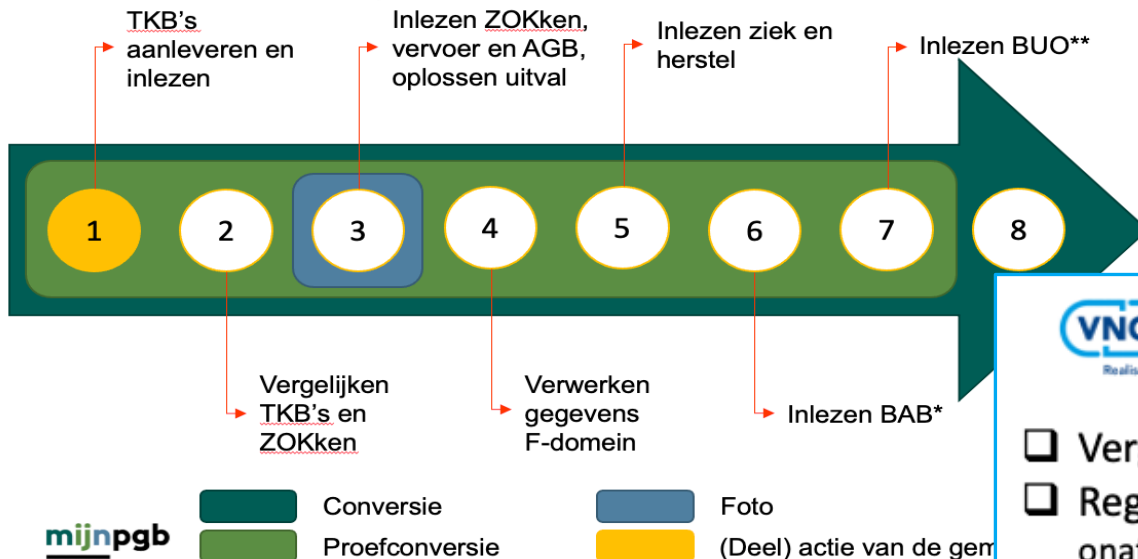 TKB's
aanleveren en
inlezen
Inlezen ZOKken,
vervoer en AGB,
oplossen uitval
Inlezen ziek en
herstel
Inlezen BUO**
1
2
3
4
5
6
7
8
Vergelijken
TKB's en
ZOKken
Verwerken
gegevens
F-domein
Inlezen BAB*
Conversie
Foto
Proefconversie
(Deel) actie van de
mijnpgb